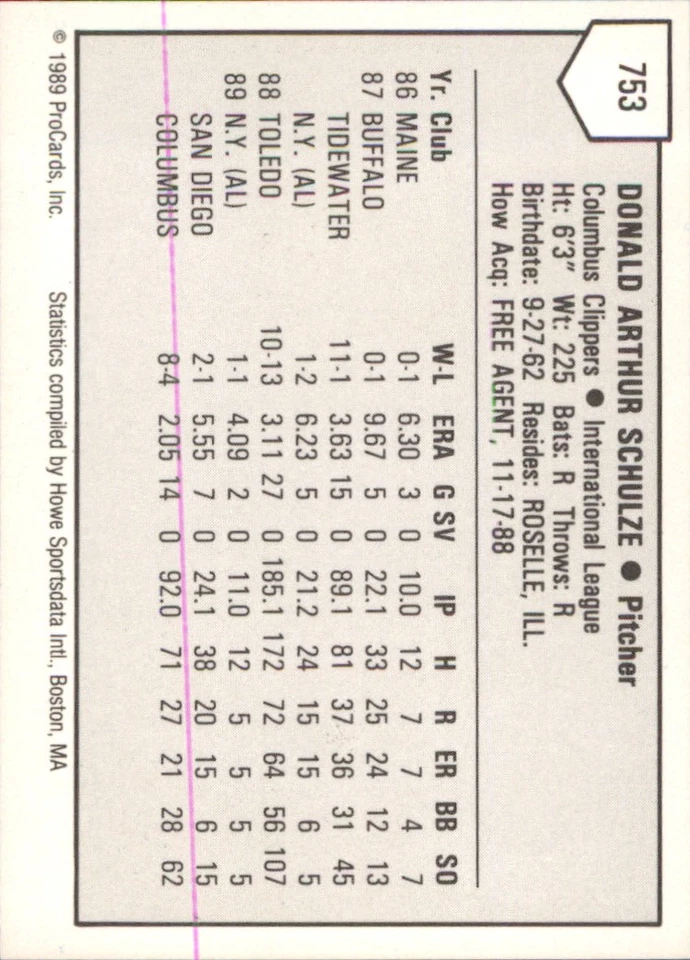 753
DONALD ARTHUR SCHULZE ● Pitcher
Columbus Clippers ● International League
Ht: 6'3" Wt: 225 Bats: R Throws: R
Birthdate: 9-27-62 Resides: ROSELLE, ILL.
How Acq: FREE AGENT, 11-17-88
Yr. Club W-L ERA G SV IP H R ER BB SO
86 MAINE 0-1 6.30 3 0 10.0 12 7 7 4 7
87 BUFFALO 0-1 9.67 5 0 22.1 33 25 24 12 13
TIDEWATER 11-1 3.63 15 0 89.1 81 37 36 31 45
N.Y. (AL) 1-2 6.23 5 0 21.2 24 15 15 6 5
88 TOLEDO 10-13 3.11 27 0 185.1 172 72 64 56 107
89 N.Y. (AL) 1-1 4.09 2 0 11.0 12 5 5 5 5
SAN DIEGO 2-1 5.55 7 0 24.1 38 20 15 6 15
COLUMBUS 8-4 2.05 14 0 92.0 71 27 21 28 62
© 1989 ProCards, Inc. Statistics compiled by Howe Sportsdata Intl., Boston, MA